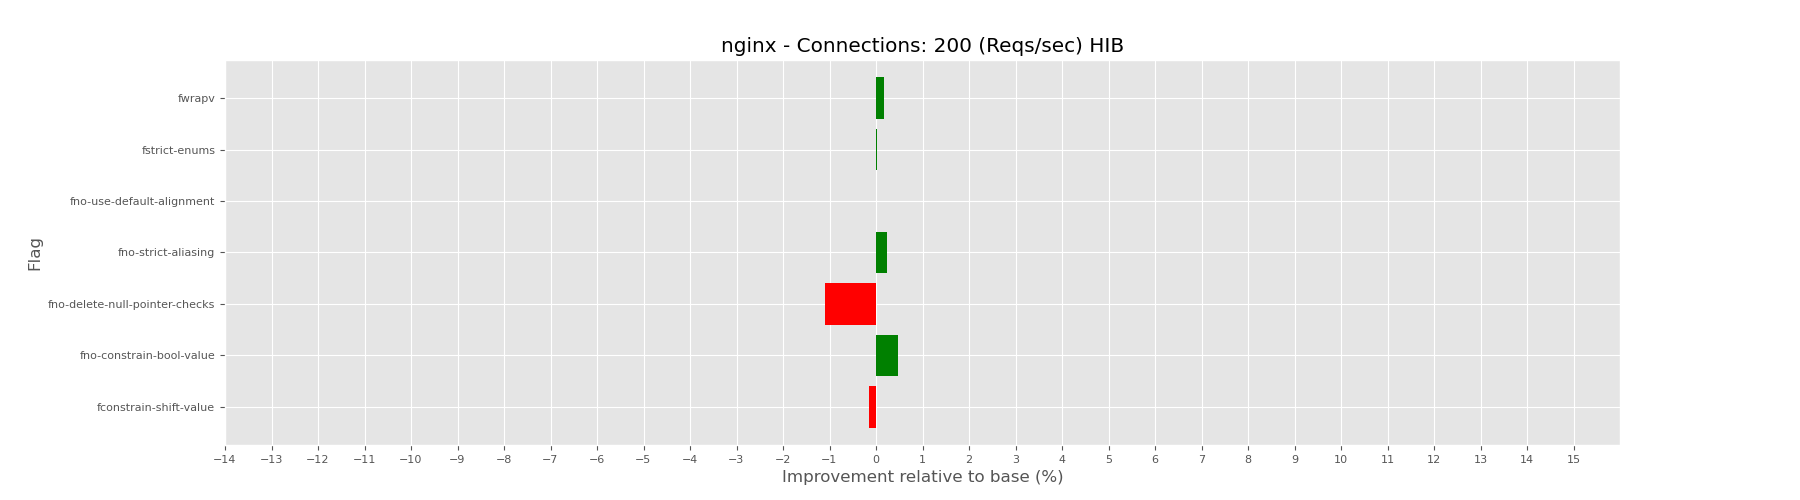 nginx - Connections: 200 (Reqs/sec) HIB
Flag
fwrapv
fstrict-enums
fno-use-default-alignment
fno-strict-aliasing
fno-delete-null-pointer-checks
fno-constrain-bool-value
fconstrain-shift-value
−14 −13 −12 −11 −10 −9 −8 −7 −6 −5 −4 −3 −2 −1 0 1 2 3 4 5 6 7 8 9 10 11 12 13 14 15
Improvement relative to base (%)